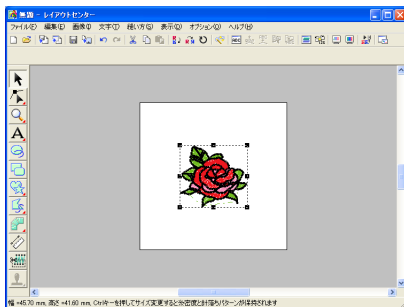 無題 - レイアウトセンター
ファイル(F) 編集(E) 画像(I) 文字(T) 縫い方(S) 表示(D) オプション(O) ヘルプ(H)
A
幅 =45.70 mm, 高さ =41.60 mm, Ctrlキーを押してサイズ変更すると糸密度と針落ちパターンが保持されます